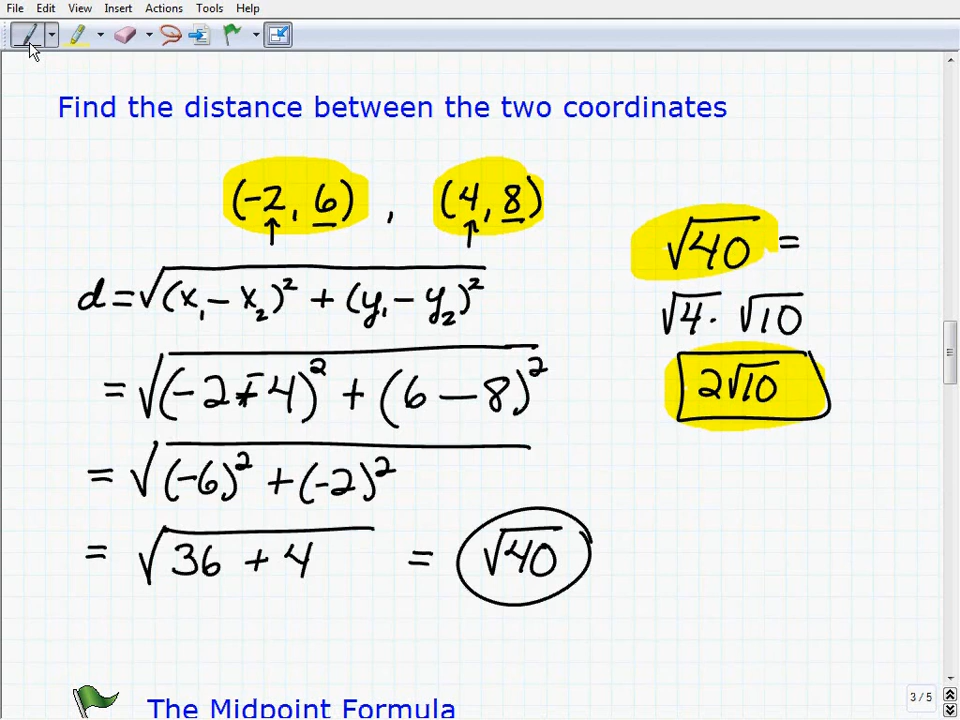 File Edit View Insert Actions Tools Help
Find the distance between the two coordinates
(-2, 6) , (4, 8)
d = √(x₁ - x₂)² + (y₁ - y₂)²
= √(-2 - 4)² + (6 - 8)²
= √(-6)² + (-2)²
= √36 + 4 = √40
√40 =
√4 · √10
2√10
The Midpoint Formula
3 / 5